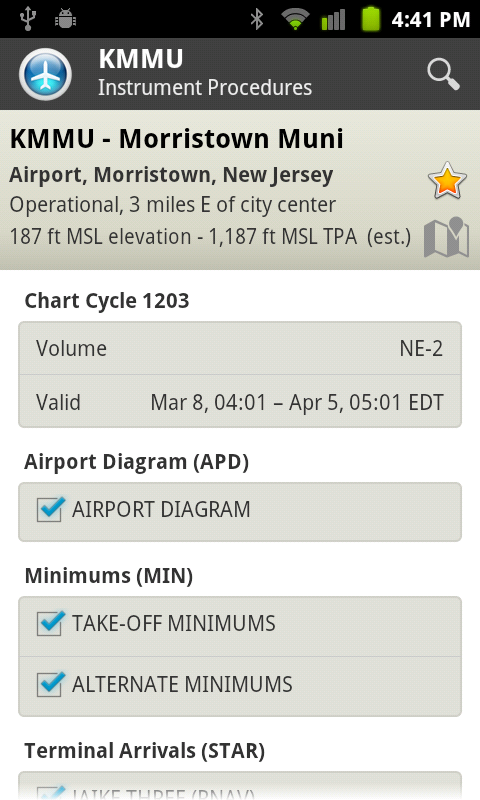 4:41 PM
KMMU
Instrument Procedures
KMMU - Morristown Muni
Airport, Morristown, New Jersey
Operational, 3 miles E of city center
187 ft MSL elevation - 1,187 ft MSL TPA (est.)
Chart Cycle 1203
Volume NE-2
Valid Mar 8, 04:01 – Apr 5, 05:01 EDT
Airport Diagram (APD)
AIRPORT DIAGRAM
Minimums (MIN)
TAKE-OFF MINIMUMS
ALTERNATE MINIMUMS
Terminal Arrivals (STAR)
JAIKE THREE (RNAV)